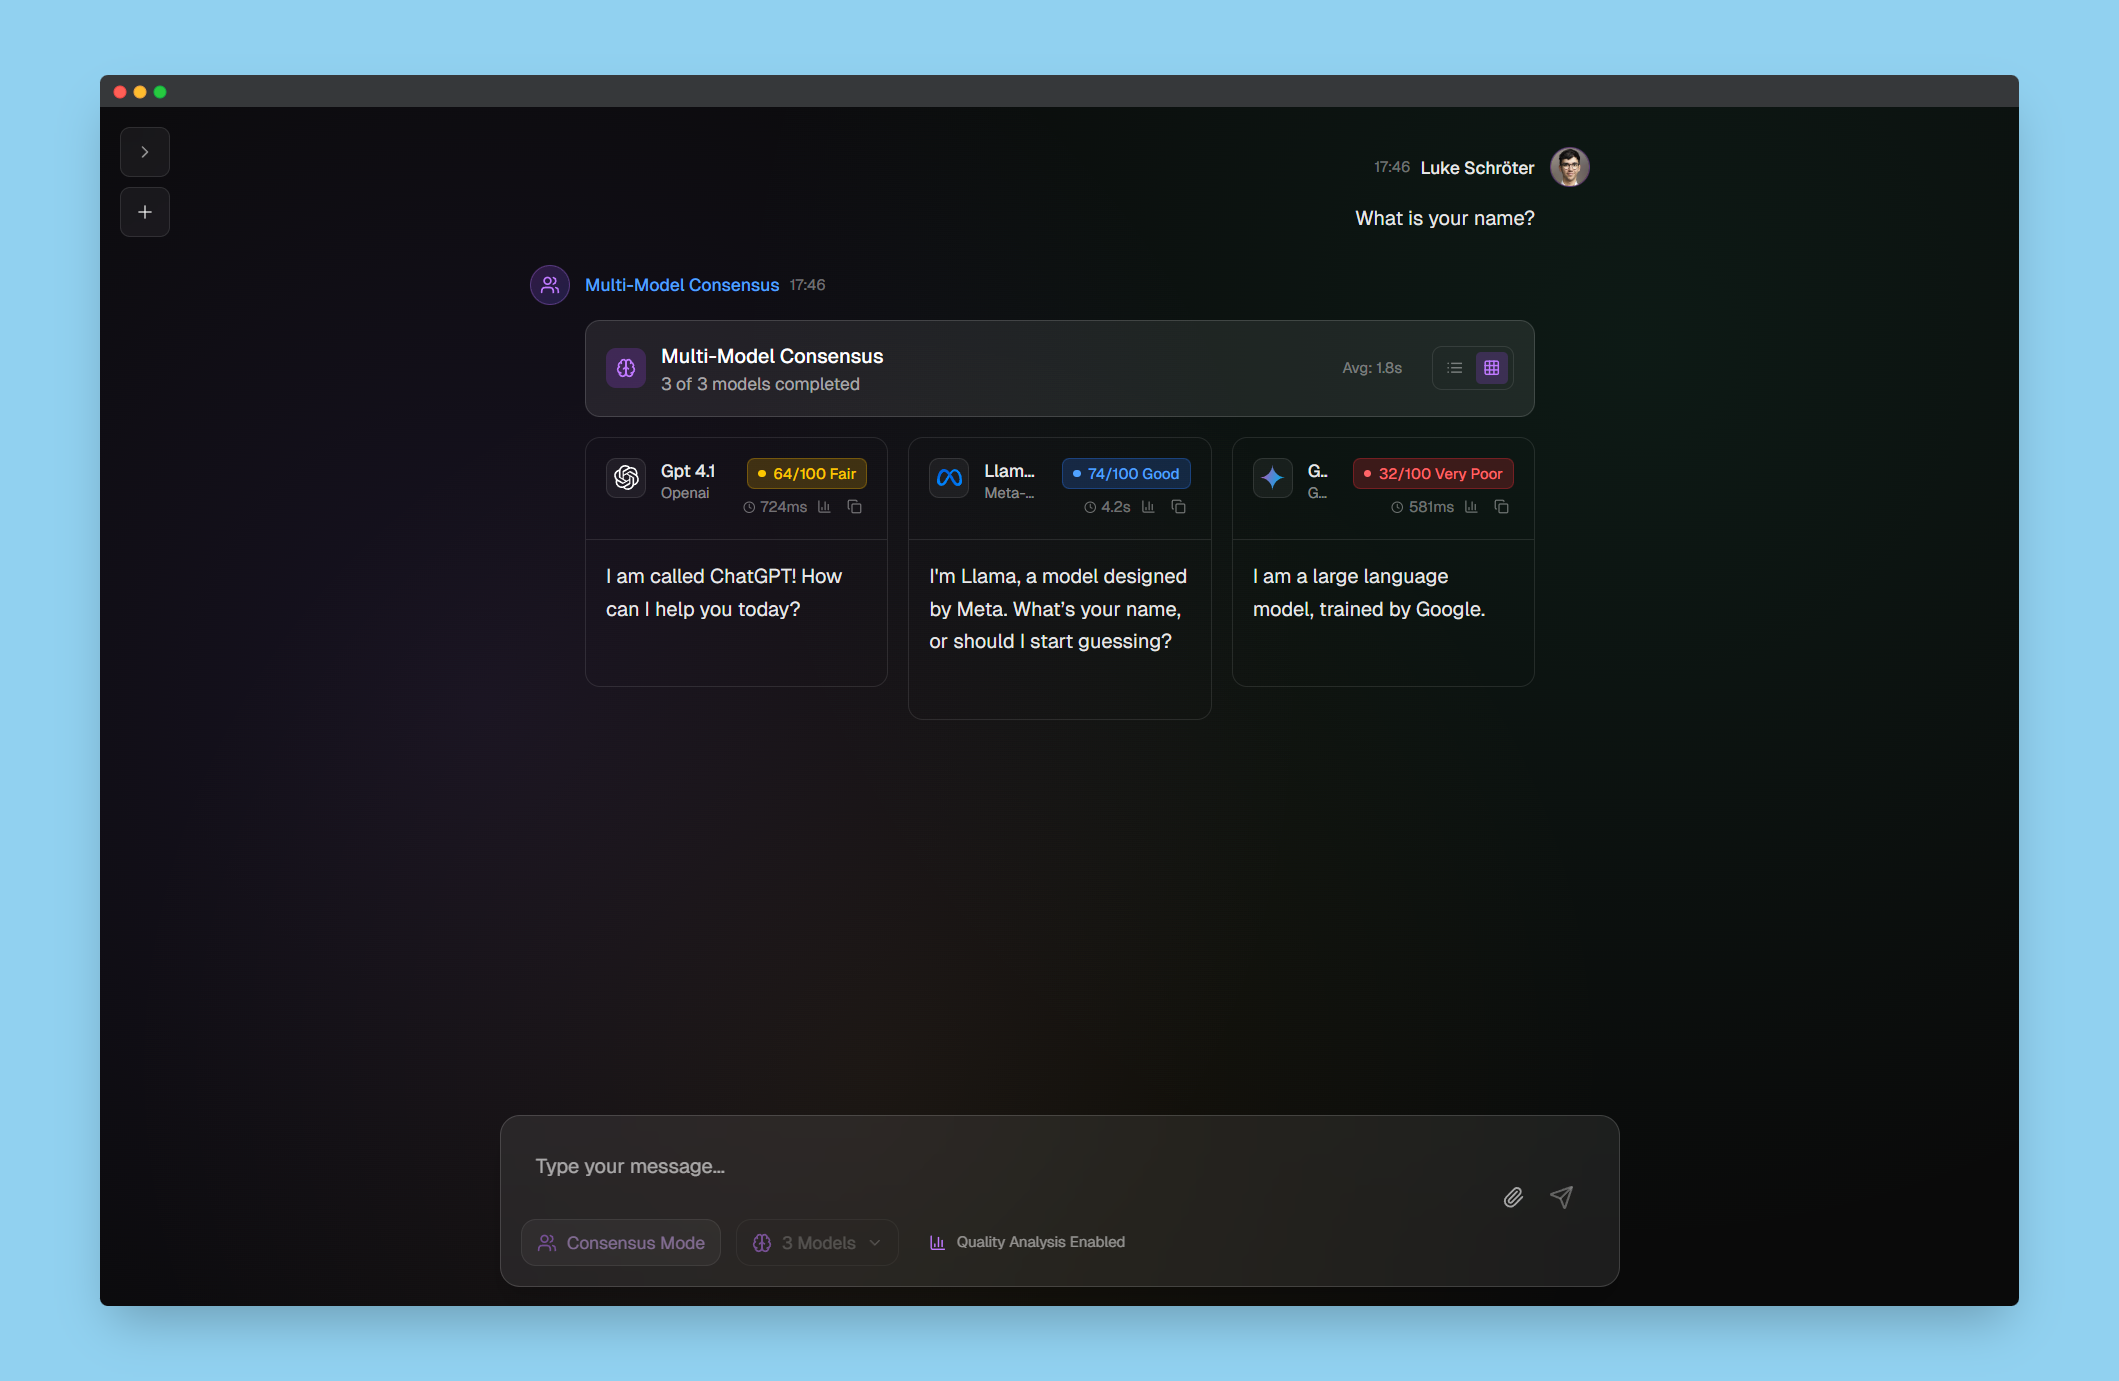 17:46 Luke Schröter
What is your name?
Multi-Model Consensus 17:46
Multi-Model Consensus
3 of 3 models completed
Avg: 1.8s
Gpt 4.1
Openai
64/100 Fair
724ms
I am called ChatGPT! How
can I help you today?
Llam...
Meta-...
74/100 Good
4.2s
I'm Llama, a model designed
by Meta. What’s your name,
or should I start guessing?
G..
G...
32/100 Very Poor
581ms
I am a large language
model, trained by Google.
Type your message...
Consensus Mode
3 Models
Quality Analysis Enabled